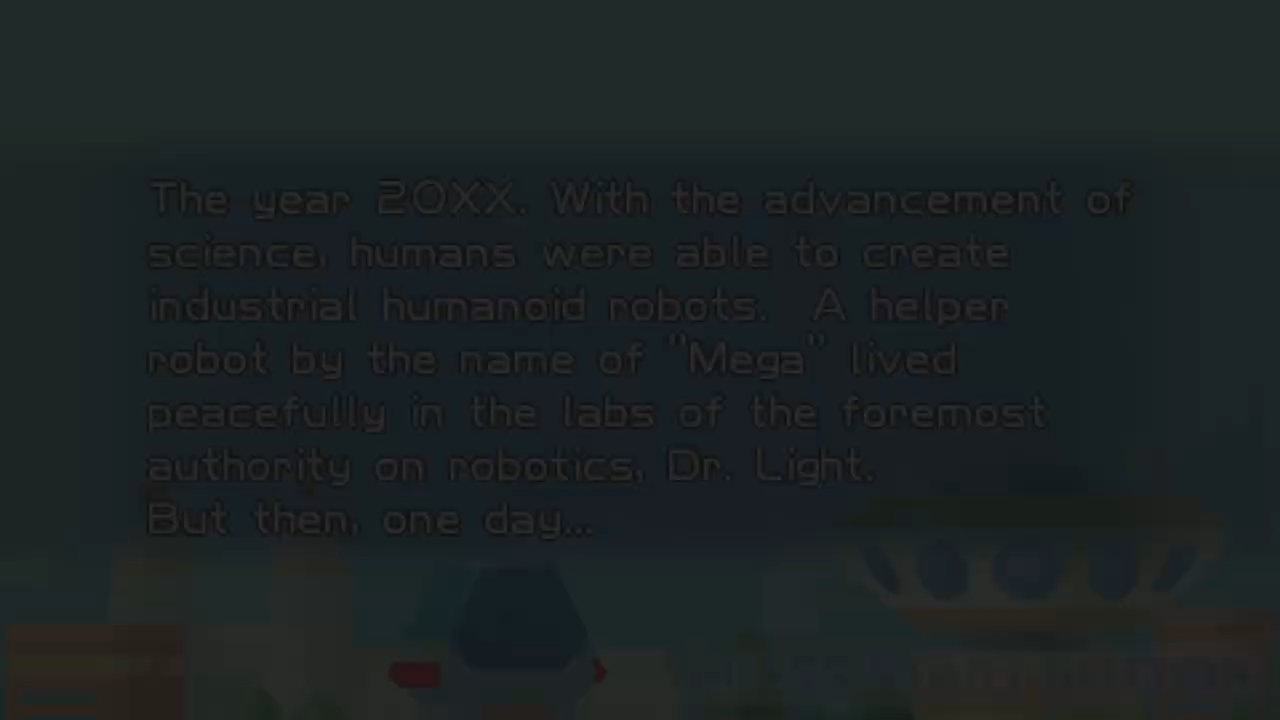 The year 20XX. With the advancement of
science, humans were able to create
industrial humanoid robots.  A helper
robot by the name of "Mega" lived
peacefully in the labs of the foremost
authority on robotics, Dr. Light.
But then, one day...